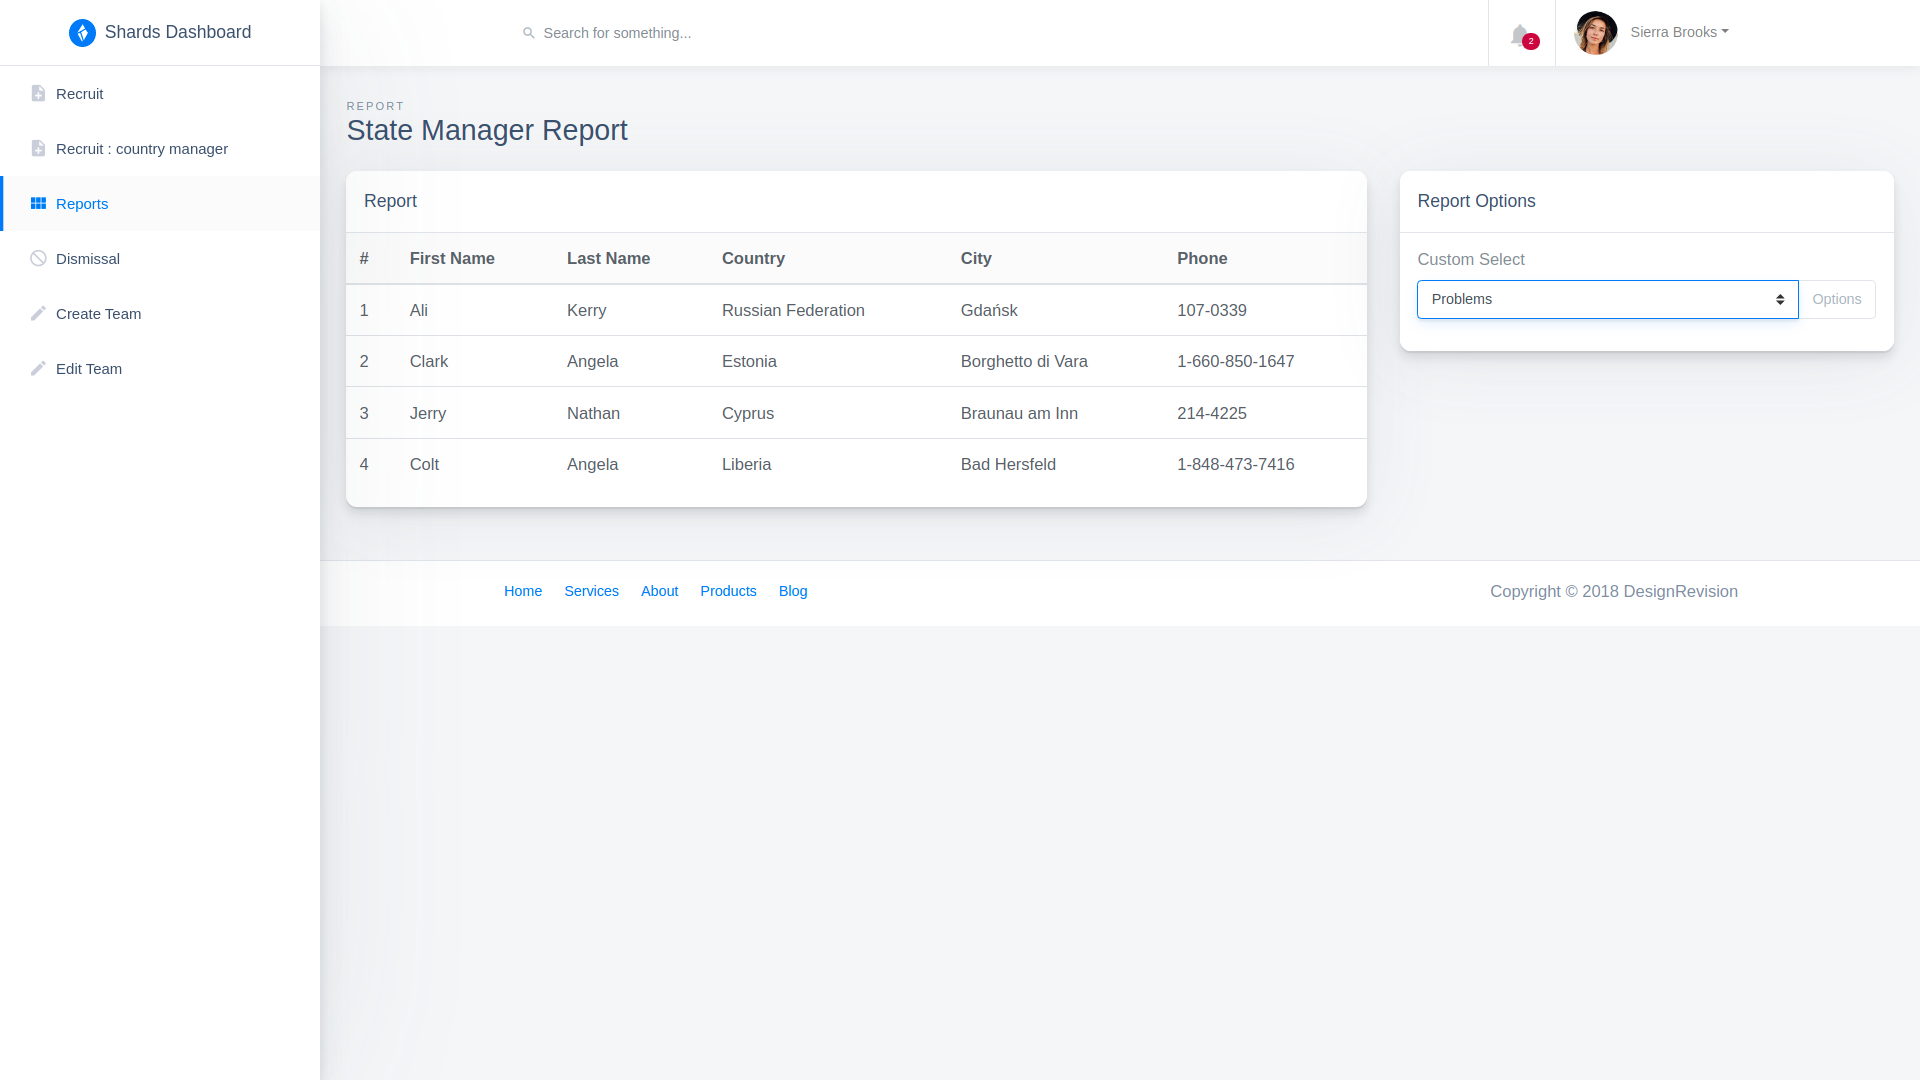 Shards Dashboard
Search for something...
2
Sierra Brooks
Recruit
Recruit : country manager
Reports
Dismissal
Create Team
Edit Team
REPORT
State Manager Report
Report
# First Name Last Name Country City Phone
1 Ali Kerry Russian Federation Gdańsk 107-0339
2 Clark Angela Estonia Borghetto di Vara 1-660-850-1647
3 Jerry Nathan Cyprus Braunau am Inn 214-4225
4 Colt Angela Liberia Bad Hersfeld 1-848-473-7416
Report Options
Custom Select
Problems Options
Home Services About Products Blog
Copyright © 2018 DesignRevision